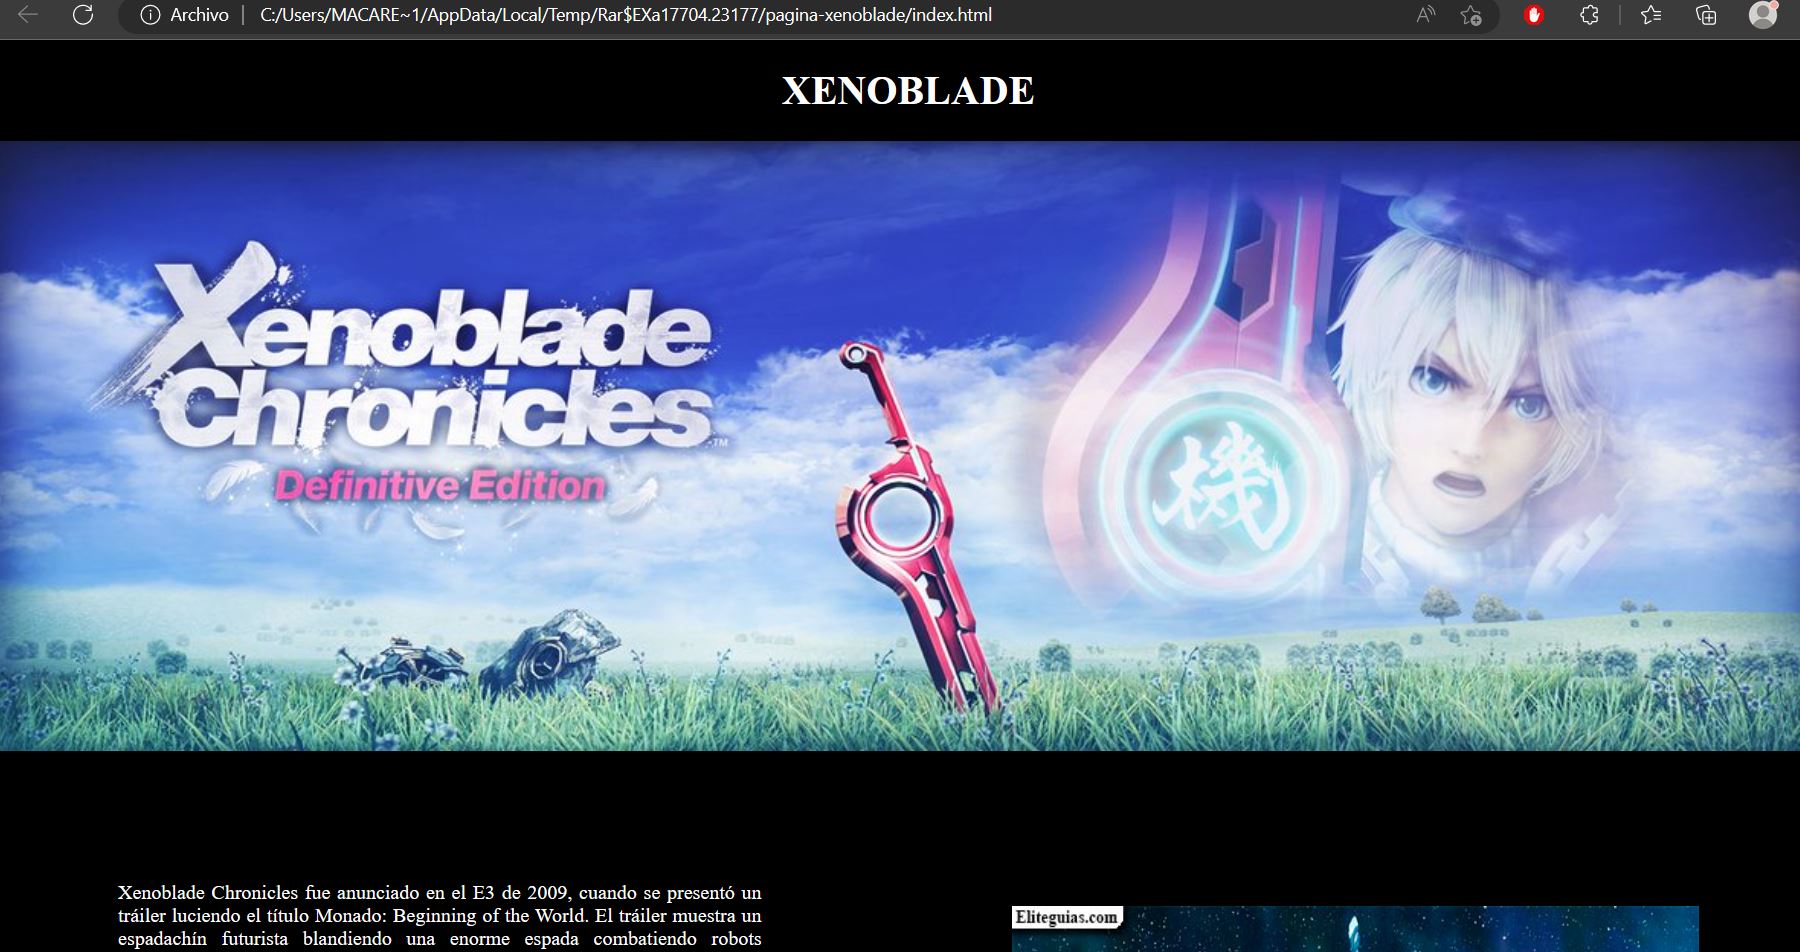 Archivo
C:/Users/MACARE~1/AppData/Local/Temp/Rar$EXa17704.23177/pagina-xenoblade/index.html
XENOBLADE
Xenoblade
Chronicles™
Definitive Edition
機
Xenoblade Chronicles fue anunciado en el E3 de 2009, cuando se presentó un
tráiler luciendo el título Monado: Beginning of the World. El tráiler muestra un
espadachín futurista blandiendo una enorme espada combatiendo robots
Eliteguias.com